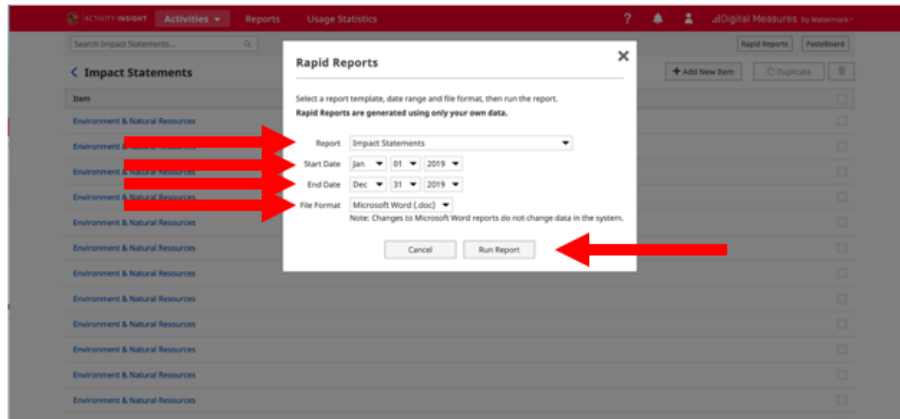 ACTIVITY INSIGHT Activities Reports Usage Statistics ? Digital Measures by Watermark
Search Impact Statements... Rapid Reports PasteBoard
Impact Statements + Add New Item Duplicate
Item
Environment & Natural Resources
Environment & Natural Resources
Environment & Natural Resources
Environment & Natural Resources
Environment & Natural Resources
Environment & Natural Resources
Environment & Natural Resources
Environment & Natural Resources
Environment & Natural Resources
Environment & Natural Resources
Environment & Natural Resources
Environment & Natural Resources
Rapid Reports
Select a report template, date range and file format, then run the report.
Rapid Reports are generated using only your own data.
Report Impact Statements
Start Date Jan 01 2019
End Date Dec 31 2019
File Format Microsoft Word (.doc)
Note: Changes to Microsoft Word reports do not change data in the system.
Cancel Run Report